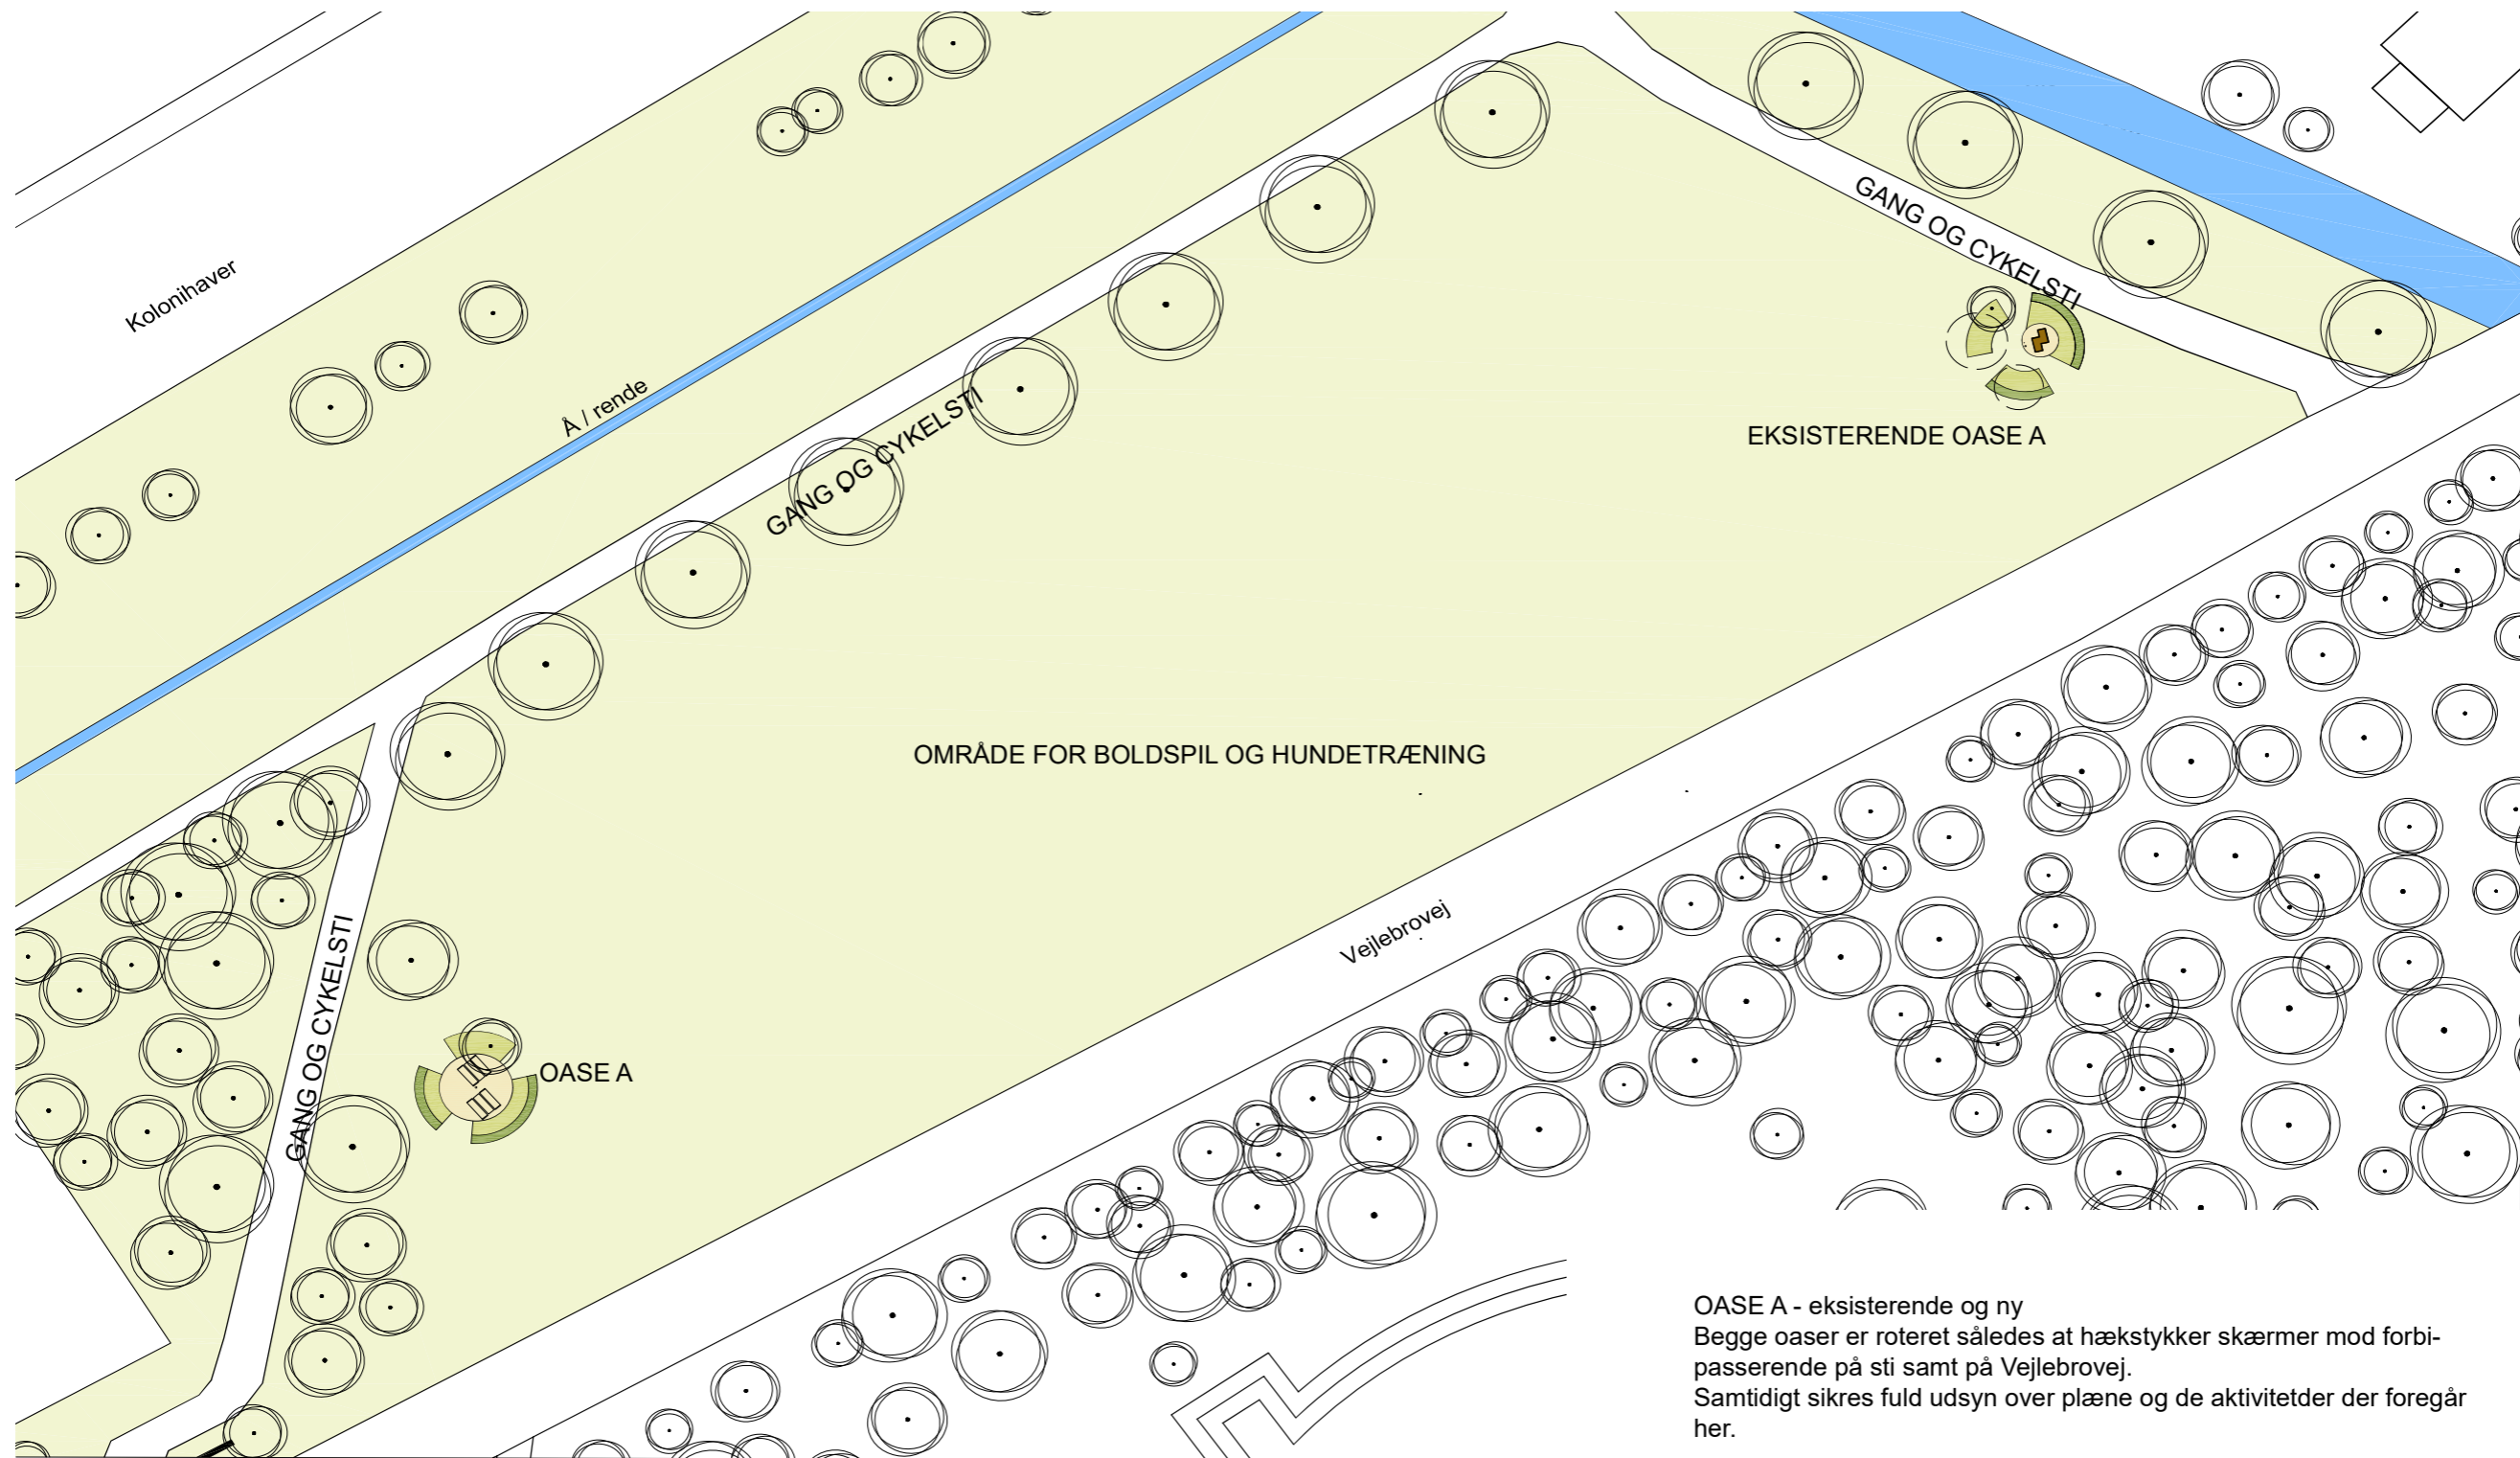 GANG OG CYKELSTI
Kolonihaver
Å / rende
GANG OG CYKELSTI
EKSISTERENDE OASE A
OMRÅDE FOR BOLDSPIL OG HUNDETRÆNING
Vejlebrovej
GANG OG CYKELSTI
OASE A
OASE A - eksisterende og ny
Begge oaser er roteret således at hækstykker skærmer mod forbi-
passerende på sti samt på Vejlebrovej.
Samtidigt sikres fuld udsyn over plæne og de aktivitetder der foregår
her.